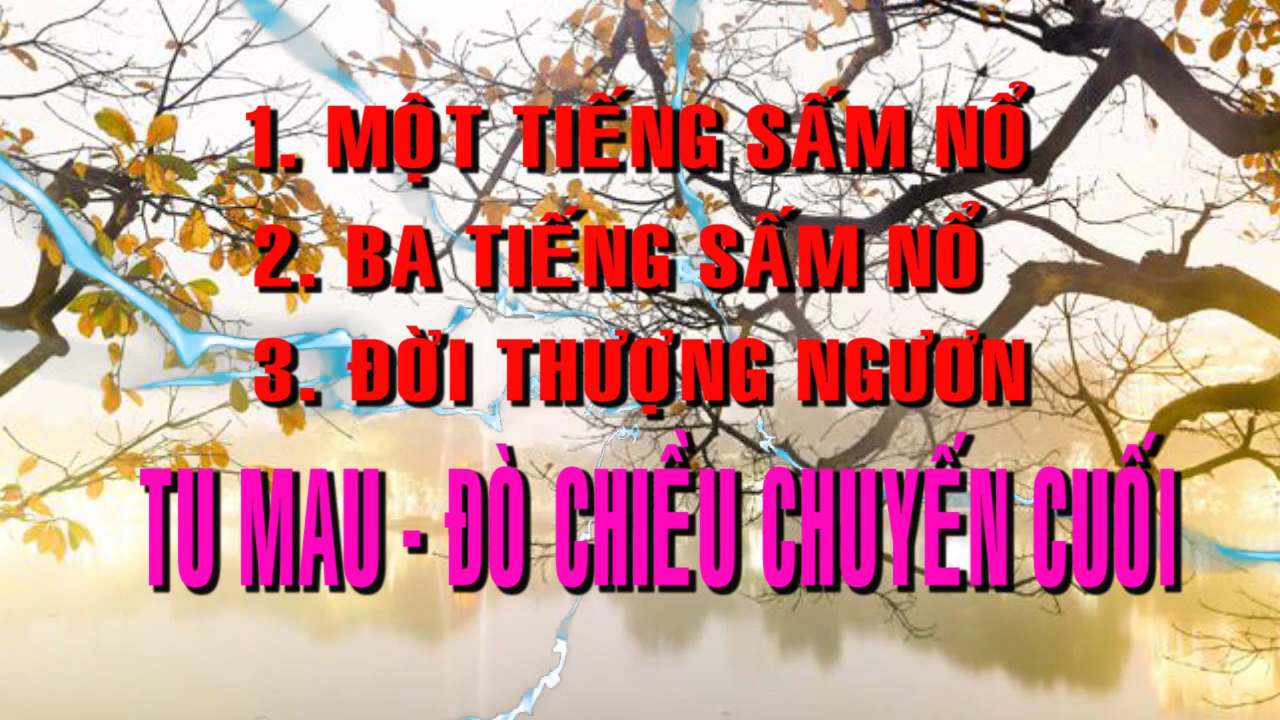 1. MỘT TIẾNG SẤM NỔ
2. BA TIẾNG SẤM NỔ
3. ĐỜI THƯỢNG NGƯƠN
TU MAU - ĐÒ CHIỀU CHUYẾN CUỐI